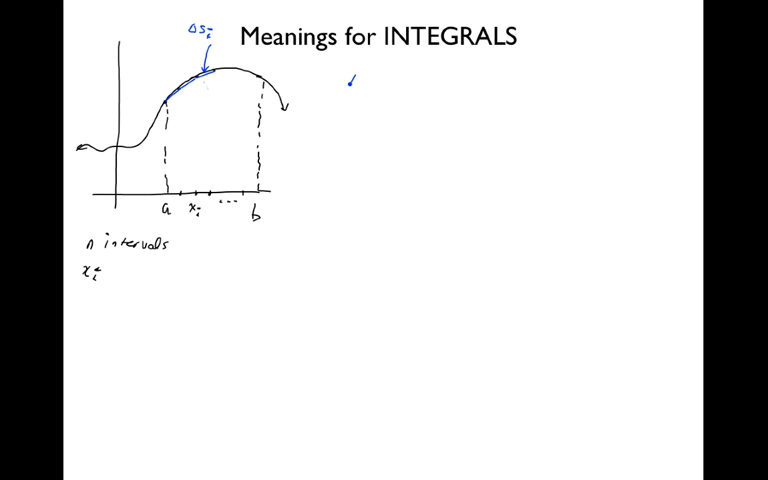 Meanings for INTEGRALS
Δsᵢ
a xᵢ ... b
n intervals
xᵢ*